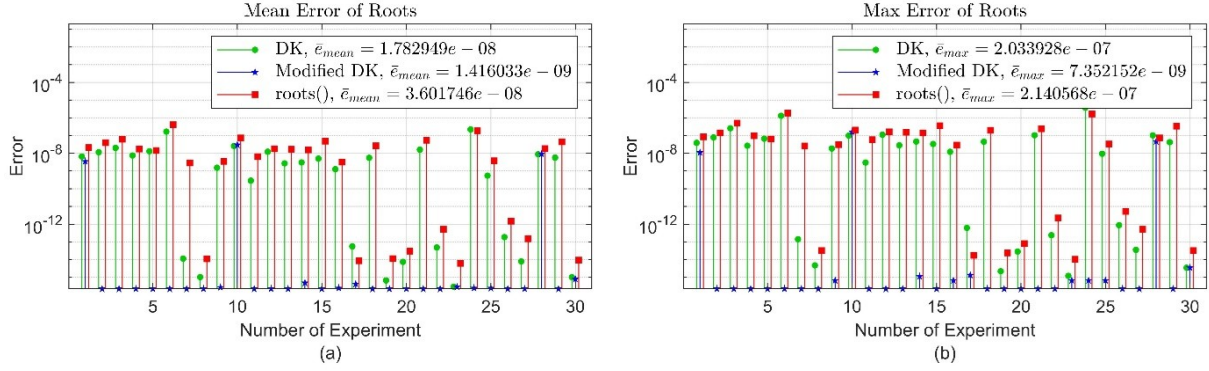 Mean Error of Roots
DK, ē_mean = 1.782949e − 08
Modified DK, ē_mean = 1.416033e − 09
roots(), ē_mean = 3.601746e − 08
10^-4
10^-8
10^-12
Error
5 10 15 20 25 30
Number of Experiment
(a)
Max Error of Roots
DK, ē_max = 2.033928e − 07
Modified DK, ē_max = 7.352152e − 09
roots(), ē_max = 2.140568e − 07
10^-4
10^-8
10^-12
Error
5 10 15 20 25 30
Number of Experiment
(b)